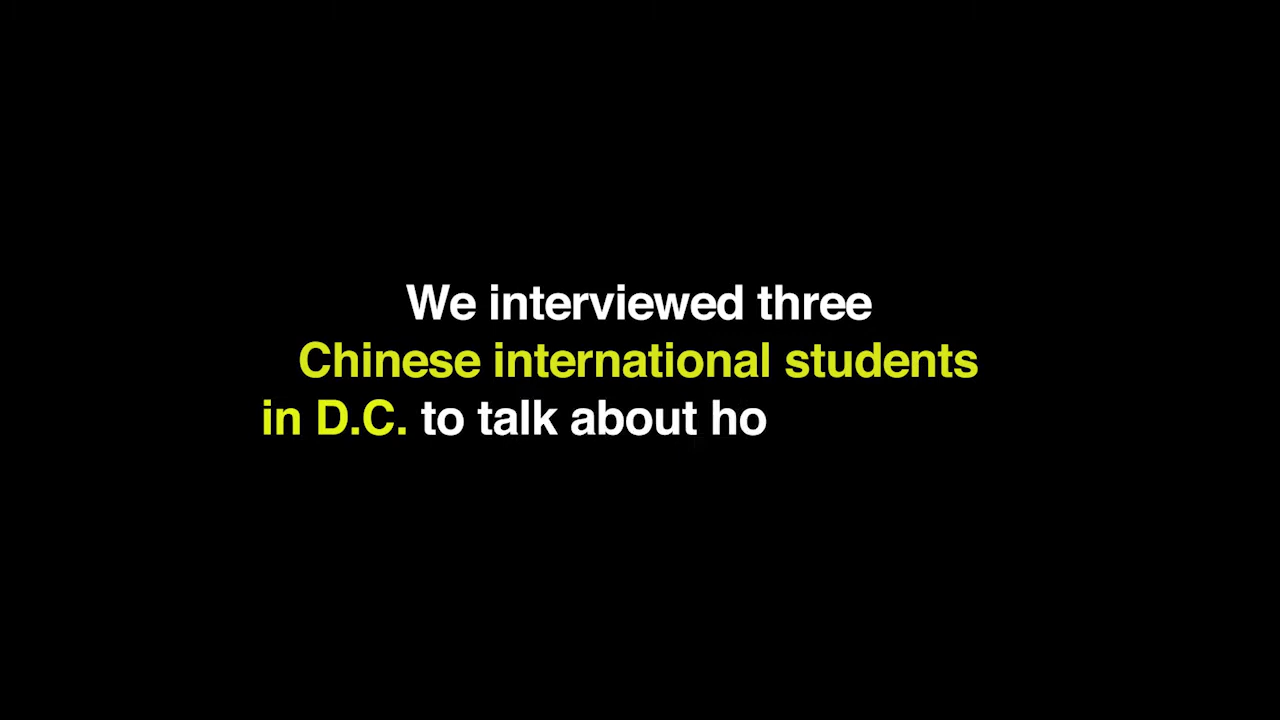 We interviewed three
Chinese international students
in D.C. to talk about ho